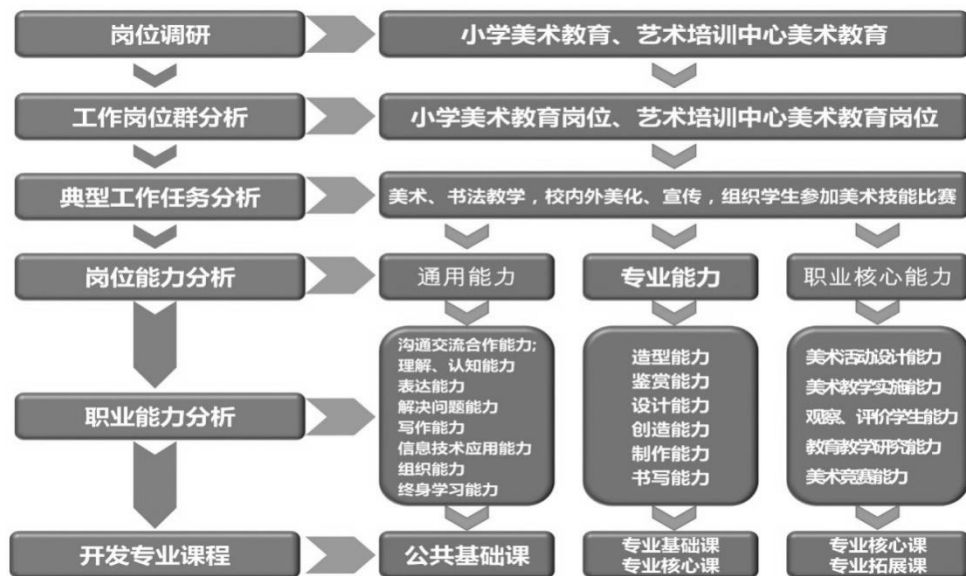 岗位调研
小学美术教育、艺术培训中心美术教育
工作岗位群分析
小学美术教育岗位、艺术培训中心美术教育岗位
典型工作任务分析
美术、书法教学，校内外美化、宣传，组织学生参加美术技能比赛
岗位能力分析
通用能力
专业能力
职业核心能力
职业能力分析
沟通交流合作能力;
理解、认知能力
表达能力
解决问题能力
写作能力
信息技术应用能力
组织能力
终身学习能力
造型能力
鉴赏能力
设计能力
创造能力
制作能力
书写能力
美术活动设计能力
美术教学实施能力
观察、评价学生能力
教育教学研究能力
美术竞赛能力
开发专业课程
公共基础课
专业基础课
专业核心课
专业核心课
专业拓展课